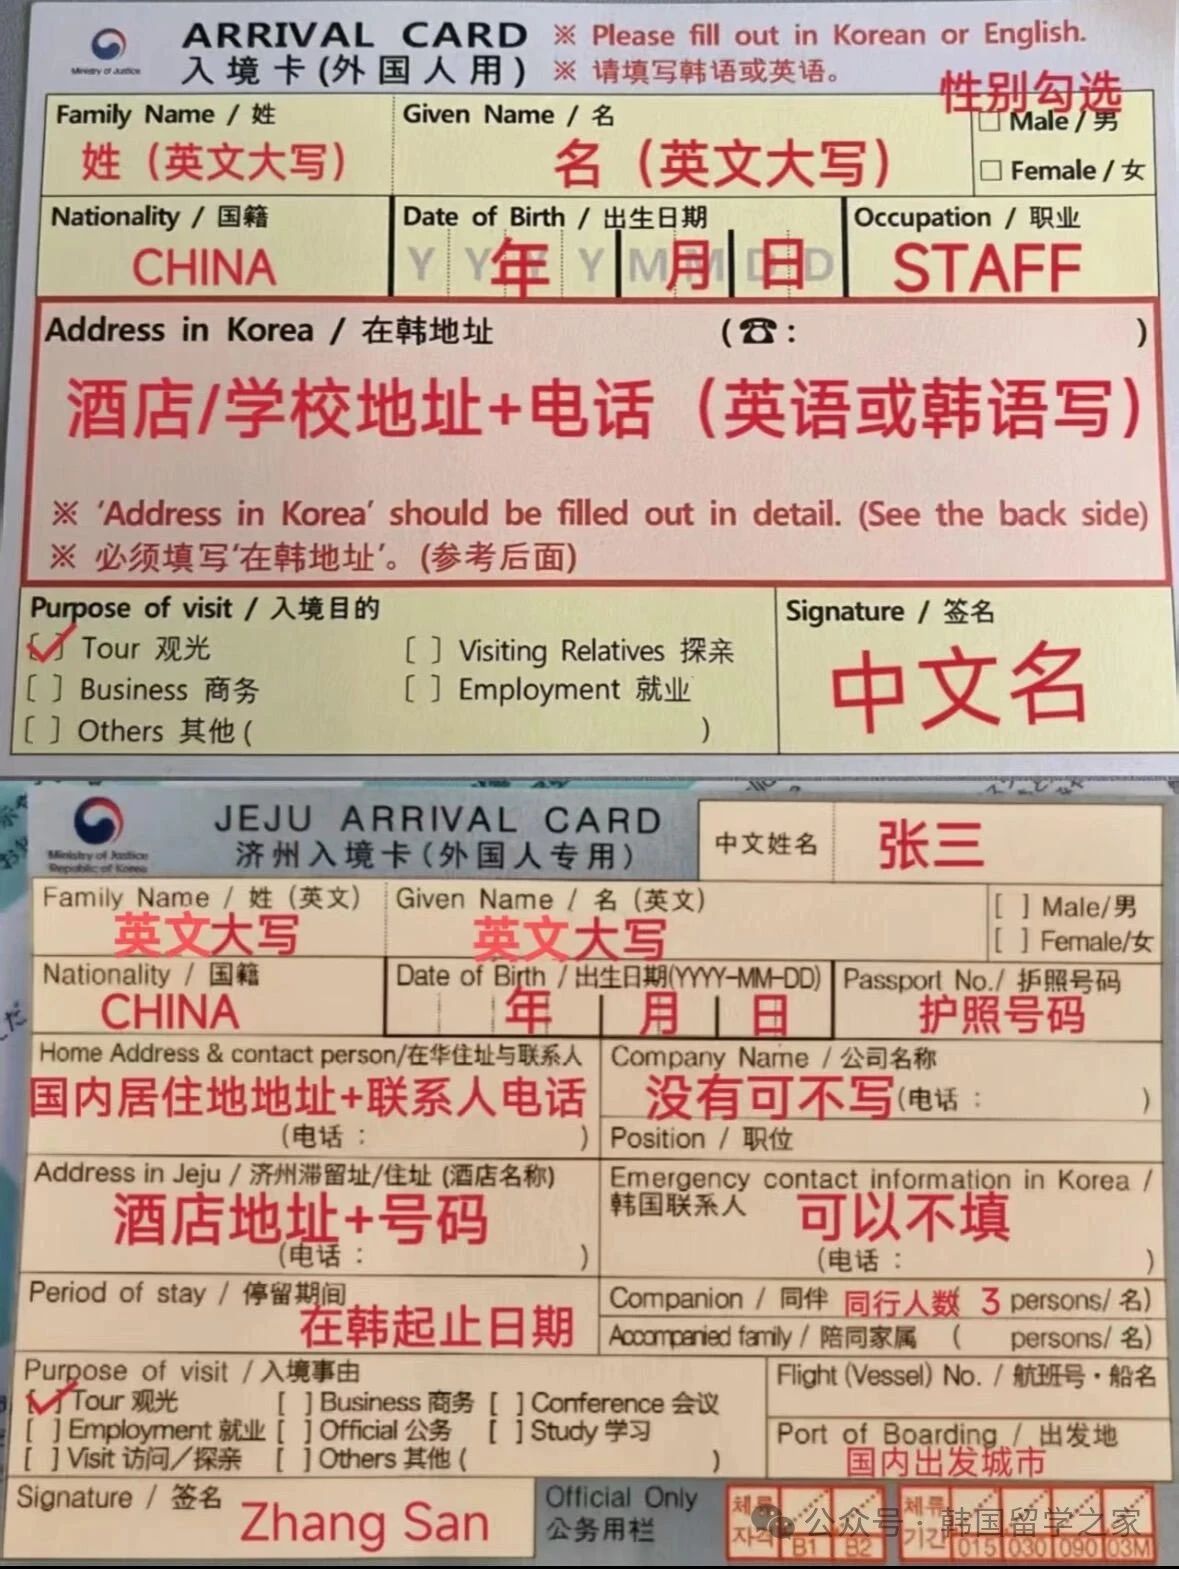 Ministry of Justice
ARRIVAL CARD
入境卡(外国人用)
※ Please fill out in Korean or English.
※ 请填写韩语或英语。
性别勾选
Family Name / 姓
姓（英文大写）
Given Name / 名
名（英文大写）
□ Male / 男
□ Female / 女
Nationality / 国籍
CHINA
Date of Birth / 出生日期
Y Y Y Y M M D D
年 月 日
Occupation / 职业
STAFF
Address in Korea / 在韩地址 (☎: )
酒店/学校地址+电话（英语或韩语写）
※ 'Address in Korea' should be filled out in detail. (See the back side)
※ 必须填写'在韩地址'。(参考后面)
Purpose of visit / 入境目的
[✓] Tour 观光 [ ] Visiting Relatives 探亲
[ ] Business 商务 [ ] Employment 就业
[ ] Others 其他 ( )
Signature / 签名
中文名
Ministry of Justice
Republic of Korea
JEJU ARRIVAL CARD
济州入境卡(外国人专用)
中文姓名 张三
Family Name / 姓 (英文)
英文大写
Given Name / 名 (英文)
英文大写
[ ] Male/男
[ ] Female/女
Nationality / 国籍
CHINA
Date of Birth / 出生日期(YYYY-MM-DD)
年 月 日
Passport No./ 护照号码
护照号码
Home Address & contact person/在华住址与联系人
国内居住地地址+联系人电话
(电话 : )
Company Name / 公司名称
没有可不写(电话 : )
Position / 职位
Address in Jeju / 济州滞留址/住址 (酒店名称)
酒店地址+号码
(电话 : )
Emergency contact information in Korea /
韩国联系人 可以不填
(电话 : )
Period of stay / 停留期间
在韩起止日期
Companion / 同伴 同行人数( 3 persons/ 名)
Accompanied family / 陪同家属 ( persons/ 名)
Purpose of visit / 入境事由
[✓] Tour 观光 [ ] Business 商务 [ ] Conference 会议
[ ] Employment 就业 [ ] Official 公务 [ ] Study 学习
[ ] Visit 访问／探亲 [ ] Others 其他 ( )
Flight (Vessel) No. / 航班号·船名
Port of Boarding / 出发地
国内出发城市
Signature / 签名
Zhang San
Official Only
公务用栏
체류
자격
B1 B2
체류
기간
015 030 090 03M
公众号 · 韩国留学之家